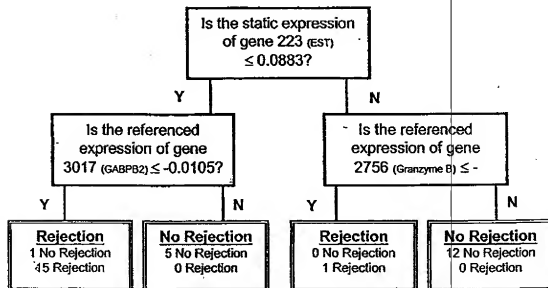 Is the static expression
of gene 223 (EST)
≤ 0.0883?
Y
N
Is the referenced
expression of gene
3017 (GABPB2) ≤ -0.0105?
Is the referenced
expression of gene
2756 (Granzyme B) ≤ -
Y
N
Y
N
Rejection
1 No Rejection
15 Rejection
No Rejection
5 No Rejection
0 Rejection
Rejection
0 No Rejection
1 Rejection
No Rejection
12 No Rejection
0 Rejection